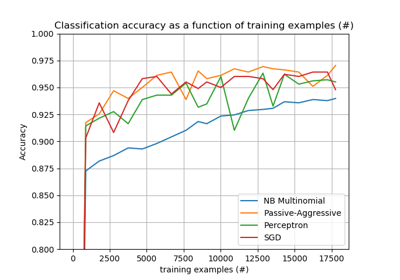 Classification accuracy as a function of training examples (#)
1.000
0.975
0.950
0.925
0.900
0.875
0.850
0.825
0.800
Accuracy
NB Multinomial
Passive-Aggressive
Perceptron
SGD
0 2500 5000 7500 10000 12500 15000 17500
training examples (#)